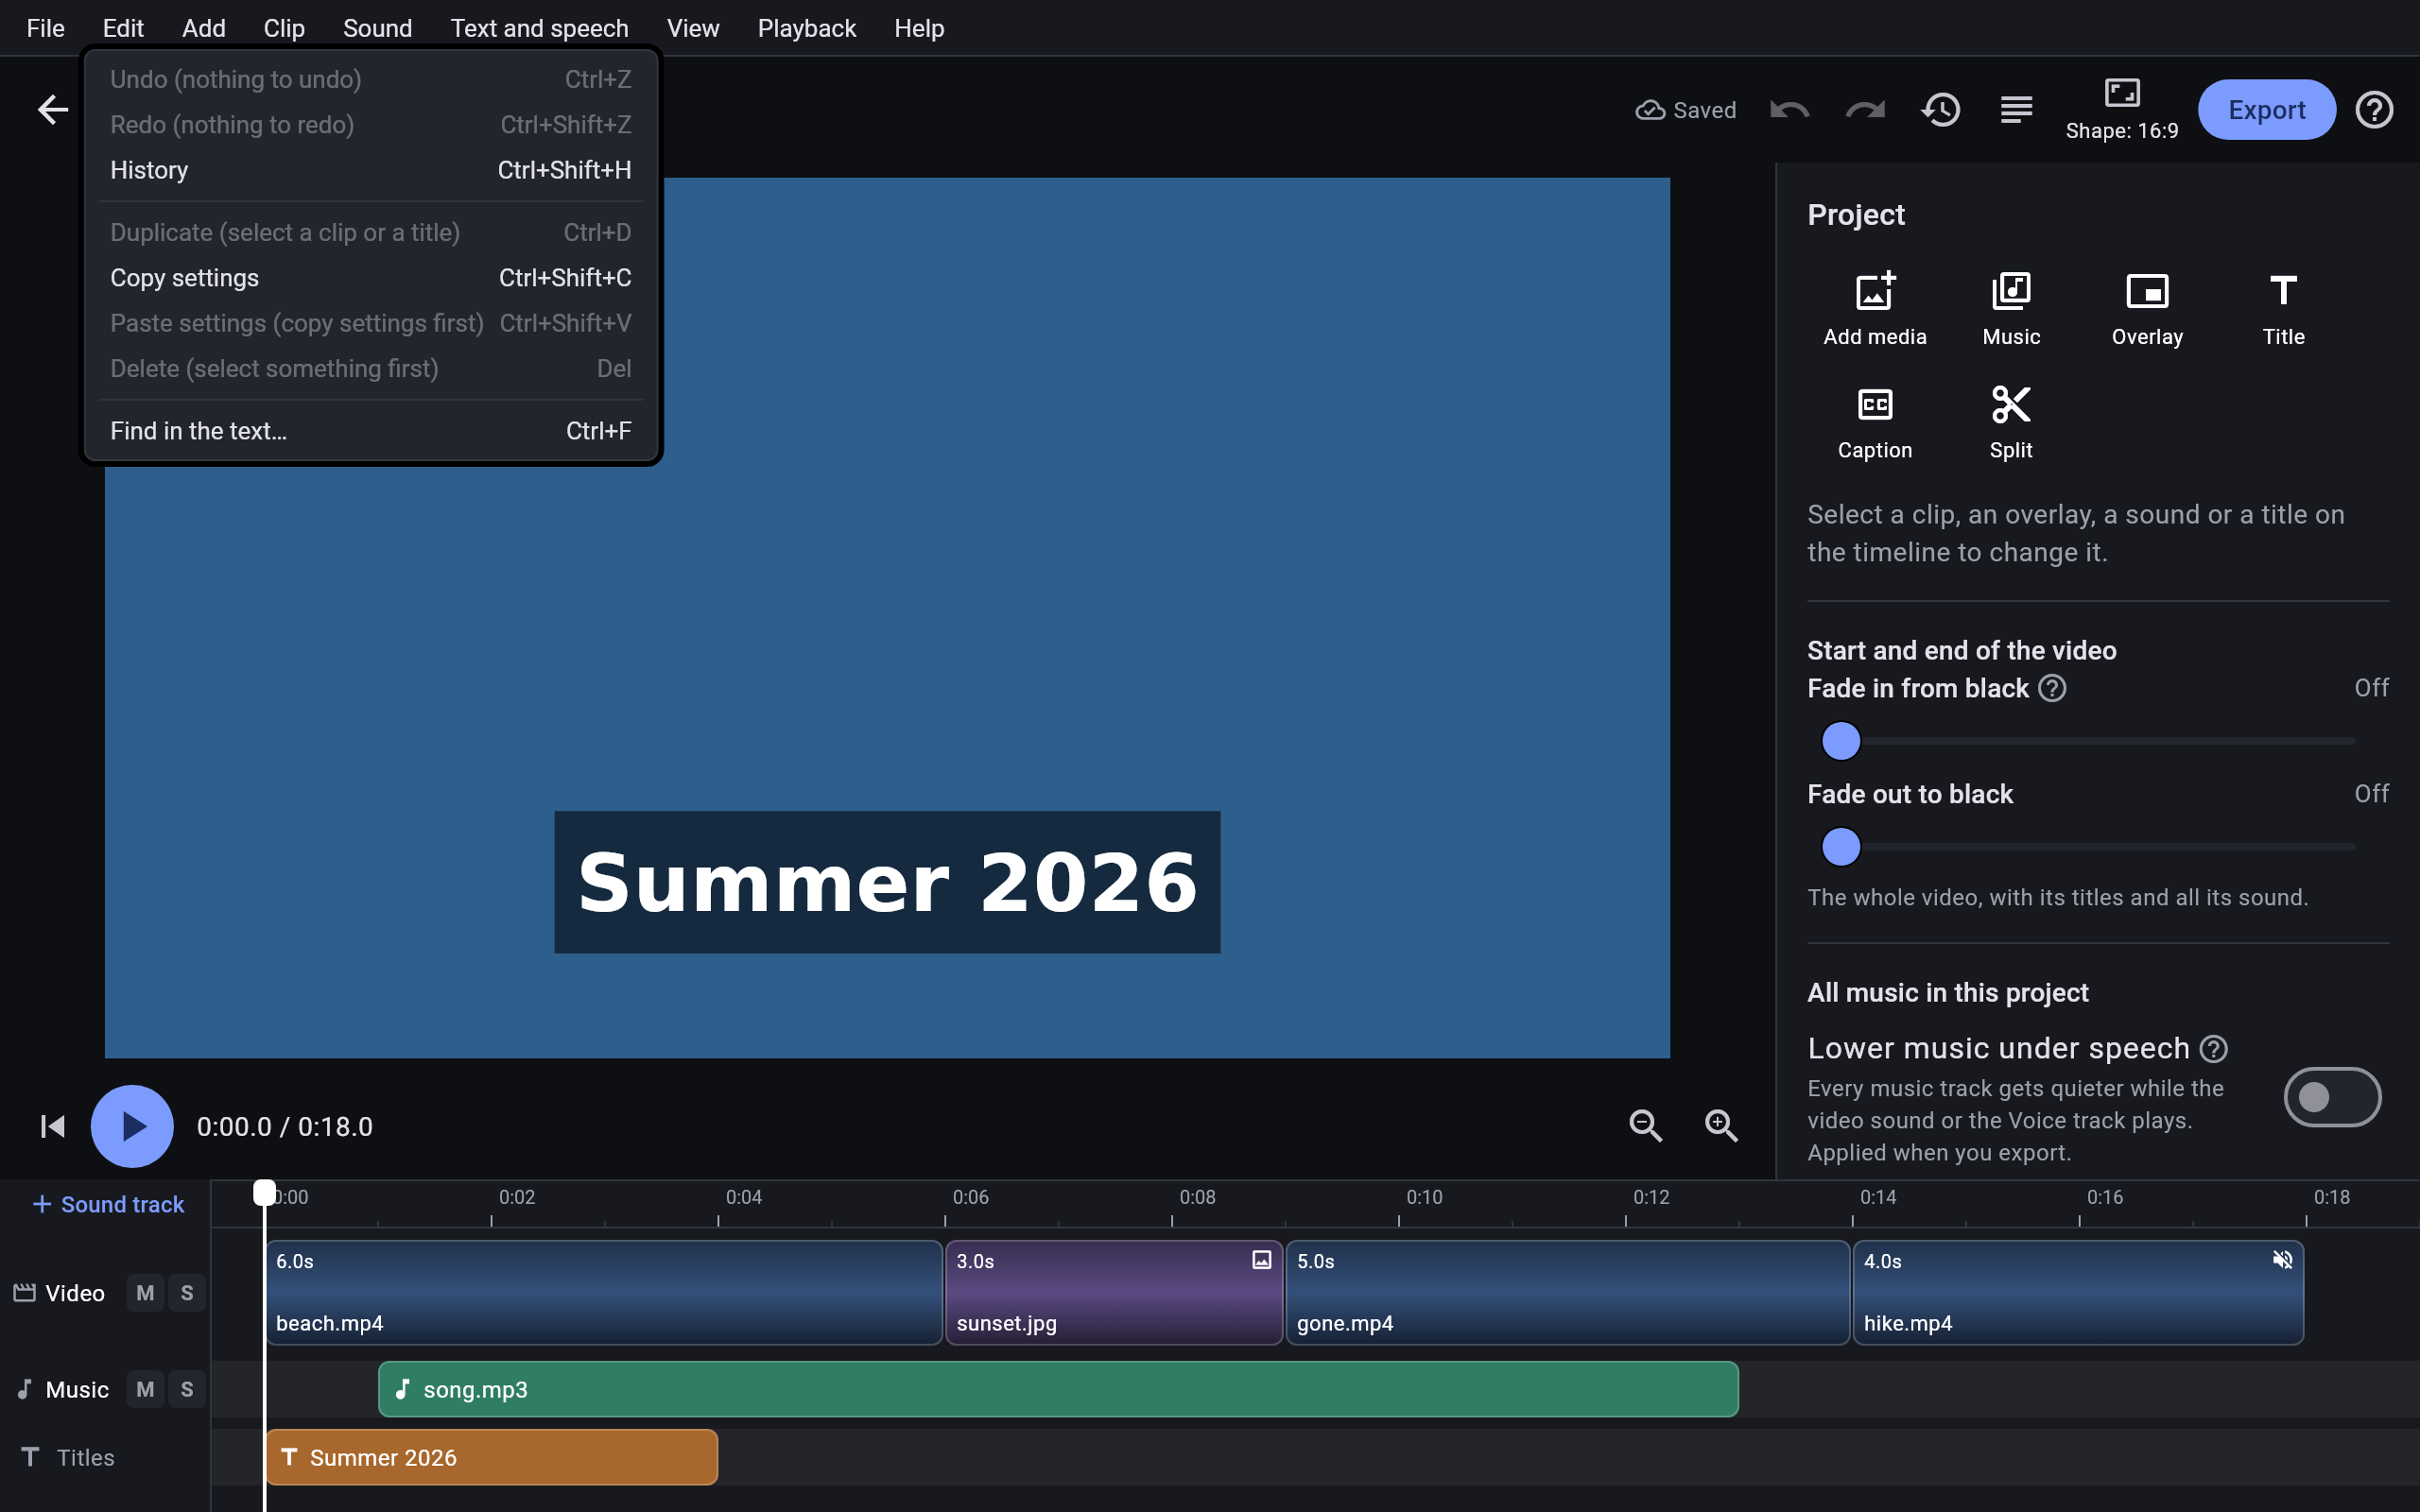 File Edit Add Clip Sound Text and speech View Playback Help
Undo (nothing to undo) Ctrl+Z
Redo (nothing to redo) Ctrl+Shift+Z
History Ctrl+Shift+H
Duplicate (select a clip or a title) Ctrl+D
Copy settings Ctrl+Shift+C
Paste settings (copy settings first) Ctrl+Shift+V
Delete (select something first) Del
Find in the text... Ctrl+F
Saved
Shape: 16:9
Export
Summer 2026
0:00.0 / 0:18.0
Project
Add media Music Overlay Title
Caption Split
Select a clip, an overlay, a sound or a title on
the timeline to change it.
Start and end of the video
Fade in from black Off
Fade out to black Off
The whole video, with its titles and all its sound.
All music in this project
Lower music under speech
Every music track gets quieter while the
video sound or the Voice track plays.
Applied when you export.
+ Sound track
0:00 0:02 0:04 0:06 0:08 0:10 0:12 0:14 0:16 0:18
Video M S
6.0s 3.0s 5.0s 4.0s
beach.mp4 sunset.jpg gone.mp4 hike.mp4
Music M S
song.mp3
Titles
Summer 2026